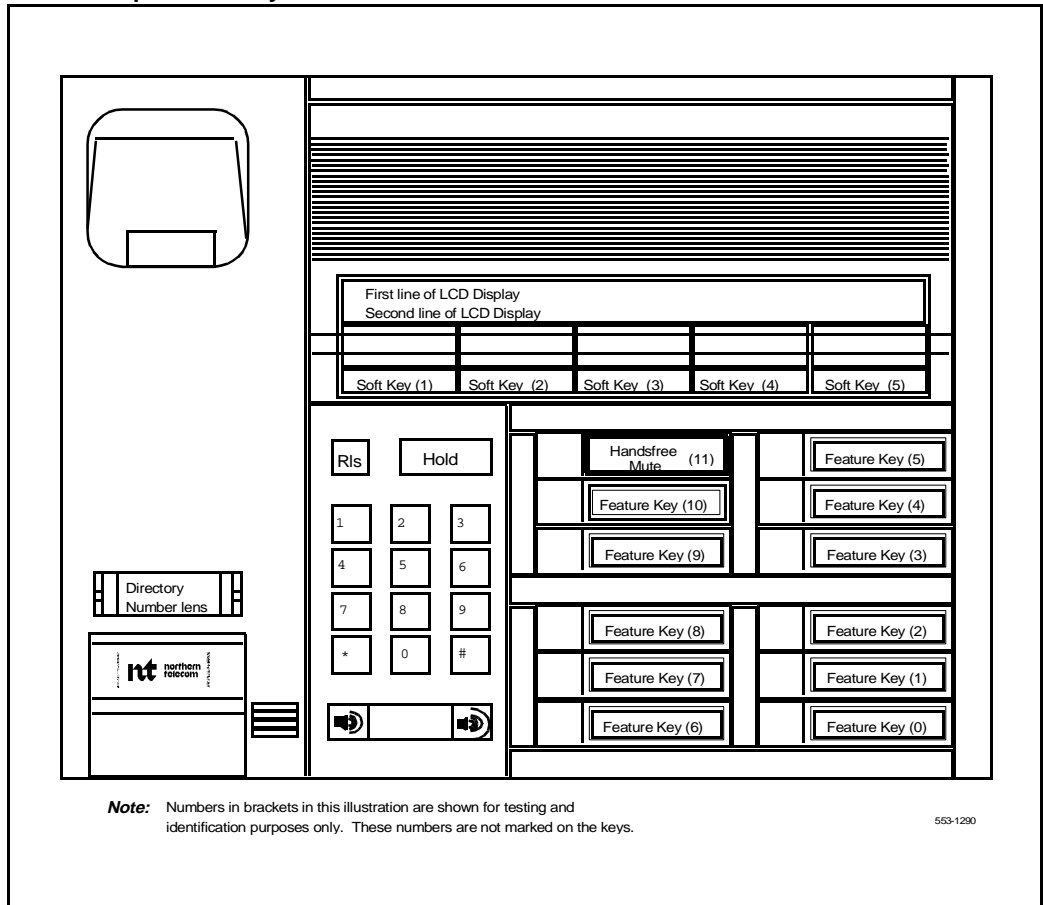 First line of LCD Display
Second line of LCD Display
Soft Key (1) Soft Key (2) Soft Key (3) Soft Key (4) Soft Key (5)
Rls Hold
1 2 3
4 5 6
7 8 9
* 0 #
Handsfree
Mute (11)
Feature Key (10)
Feature Key (9)
Feature Key (8)
Feature Key (7)
Feature Key (6)
Feature Key (5)
Feature Key (4)
Feature Key (3)
Feature Key (2)
Feature Key (1)
Feature Key (0)
Directory
Number lens
nt northern
telecom
Note: Numbers in brackets in this illustration are shown for testing and
identification purposes only. These numbers are not marked on the keys.
553-1290